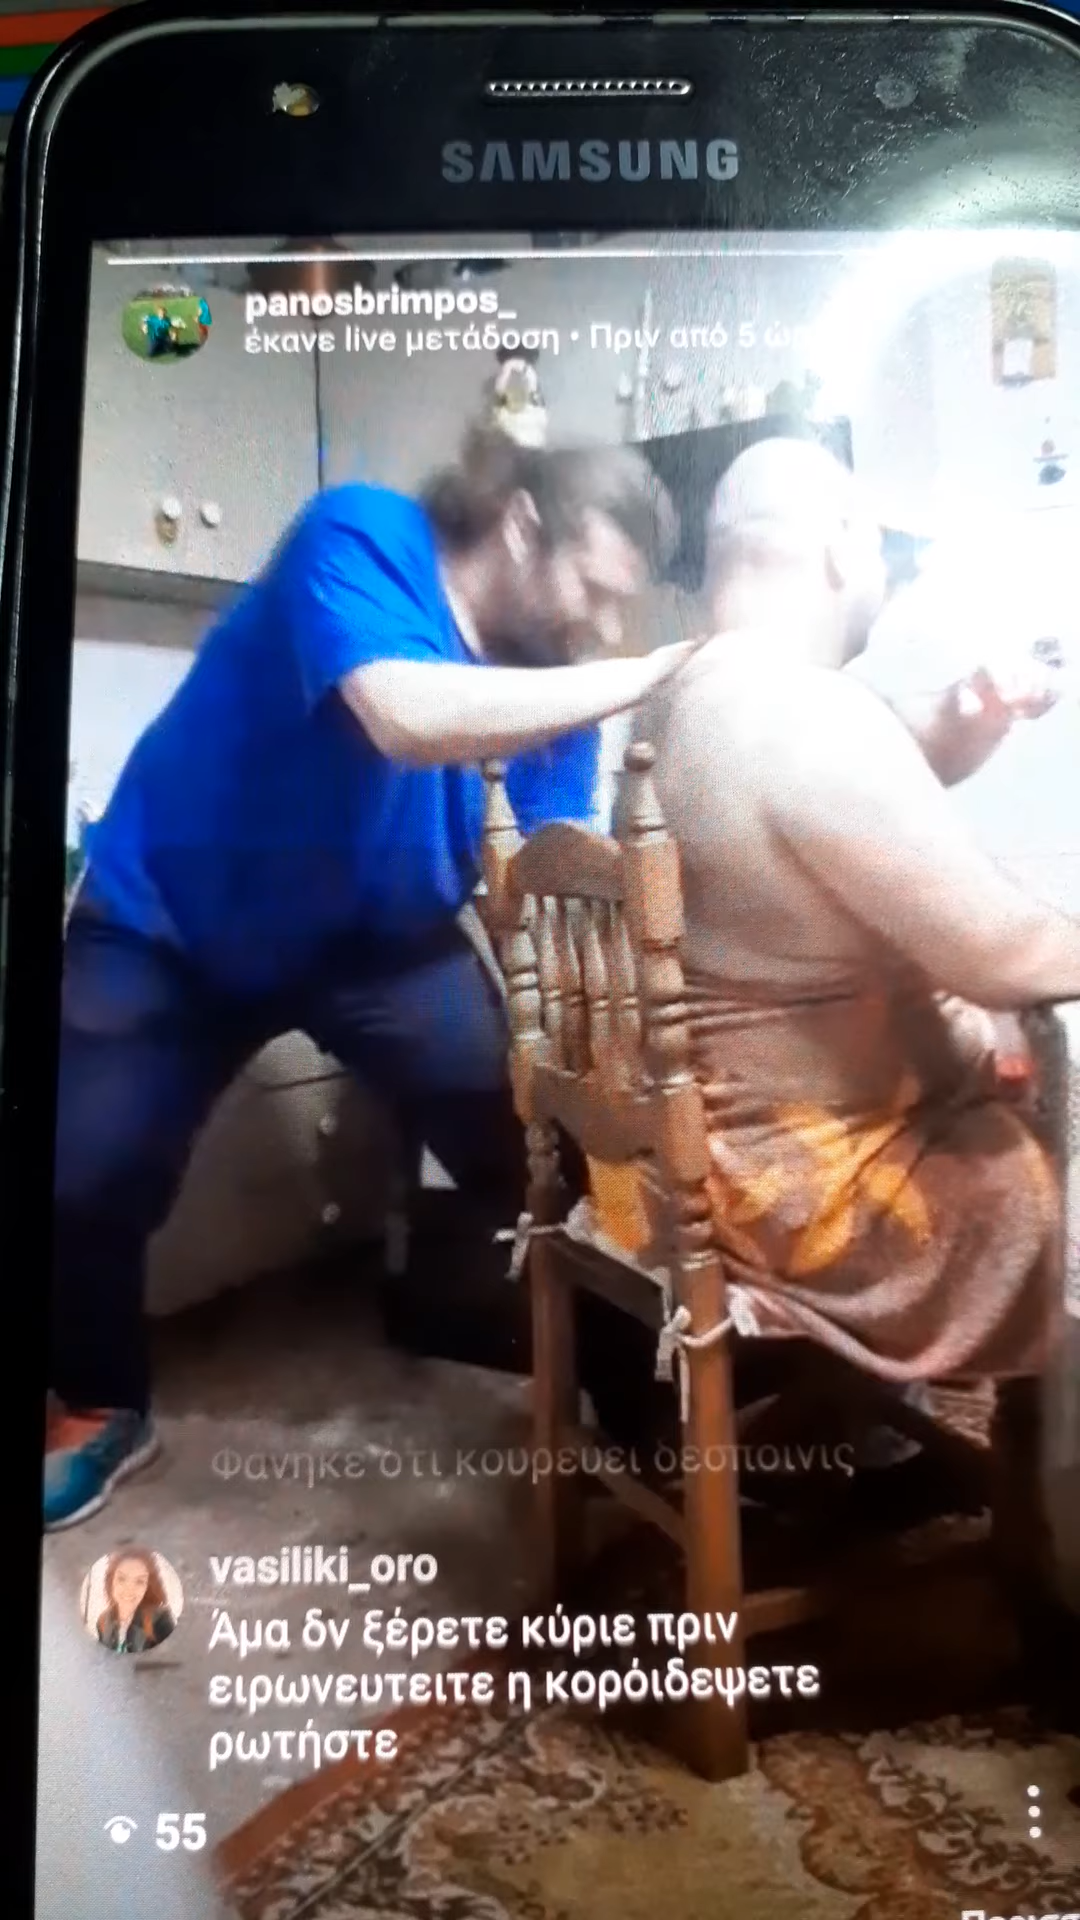 SAMSUNG
panosbrimpos_
έκανε live μετάδοση • Πριν από 5
Φανηκε ότι κουρευει δεσποινις
vasiliki_oro
Άμα δν ξέρετε κύριε πριν
ειρωνευτειτε η κορόιδεψετε
ρωτήστε
55